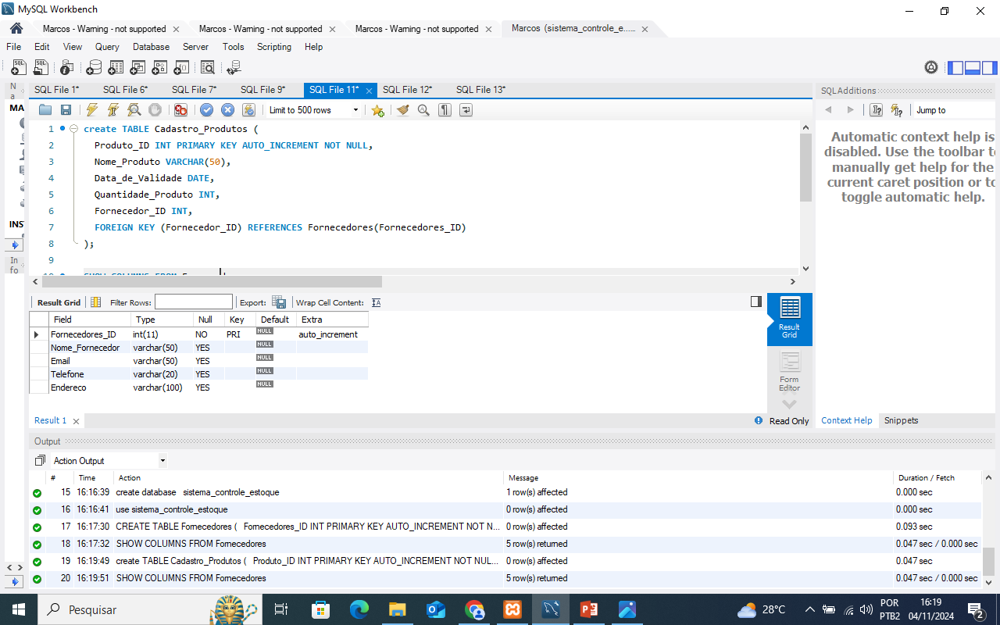 MySQL Workbench
Marcos - Warning - not supported
Marcos - Warning - not supported
Marcos - Warning - not supported
Marcos (sistema_controle_e......
File Edit View Query Database Server Tools Scripting Help
N
a
MA
INS
In
fo
SQL File 1*
SQL File 6*
SQL File 7*
SQL File 9*
SQL File 11*
SQL File 12*
SQL File 13*
Limit to 500 rows
1 create TABLE Cadastro_Produtos (
2 Produto_ID INT PRIMARY KEY AUTO_INCREMENT NOT NULL,
3 Nome_Produto VARCHAR(50),
4 Data_de_Validade DATE,
5 Quantidade_Produto INT,
6 Fornecedor_ID INT,
7 FOREIGN KEY (Fornecedor_ID) REFERENCES Fornecedores(Fornecedores_ID)
8 );
9
Result Grid Filter Rows: Export: Wrap Cell Content:
Field Type Null Key Default Extra
Fornecedores_ID int(11) NO PRI NULL auto_increment
Nome_Fornecedor varchar(50) YES NULL
Email varchar(50) YES NULL
Telefone varchar(20) YES NULL
Endereco varchar(100) YES NULL
Result
Grid
Form
Editor
Result 1
Read Only
SQLAdditions
Jump to
Automatic context help is
disabled. Use the toolbar to
manually get help for the
current caret position or to
toggle automatic help.
Context Help Snippets
Output
Action Output
# Time Action Message Duration / Fetch
15 16:16:39 create database sistema_controle_estoque 1 row(s) affected 0.000 sec
16 16:16:41 use sistema_controle_estoque 0 row(s) affected 0.000 sec
17 16:17:30 CREATE TABLE Fornecedores ( Fornecedores_ID INT PRIMARY KEY AUTO_INCREMENT NOT N... 0 row(s) affected 0.093 sec
18 16:17:32 SHOW COLUMNS FROM Fornecedores 5 row(s) returned 0.047 sec / 0.000 sec
19 16:19:49 create TABLE Cadastro_Produtos ( Produto_ID INT PRIMARY KEY AUTO_INCREMENT NOT NUL... 0 row(s) affected 0.047 sec
20 16:19:51 SHOW COLUMNS FROM Fornecedores 5 row(s) returned 0.047 sec / 0.000 sec
Pesquisar
28°C
POR
PTB2
16:19
04/11/2024
2